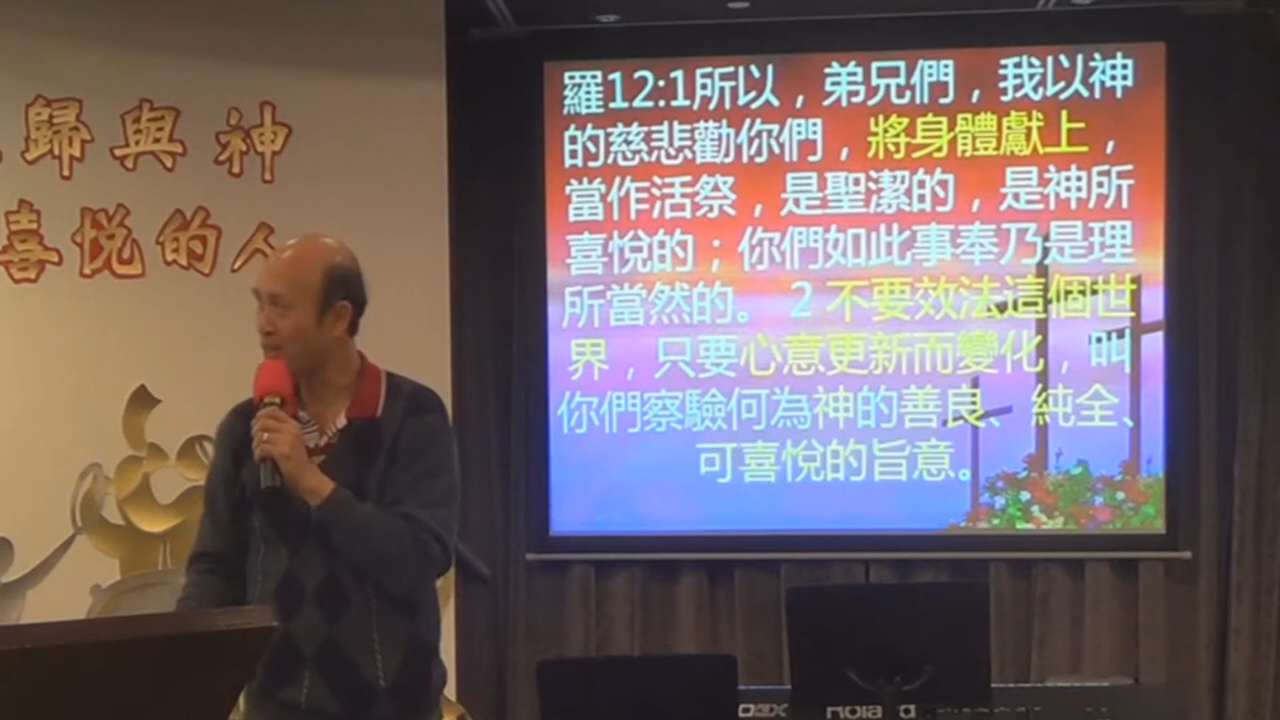 歸與神
喜悅的人
羅12:1所以，弟兄們，我以神
的慈悲勸你們，將身體獻上，
當作活祭，是聖潔的，是神所
喜悅的；你們如此事奉乃是理
所當然的。 2 不要效法這個世
界，只要心意更新而變化，叫
你們察驗何為神的善良、純全、
可喜悅的旨意。